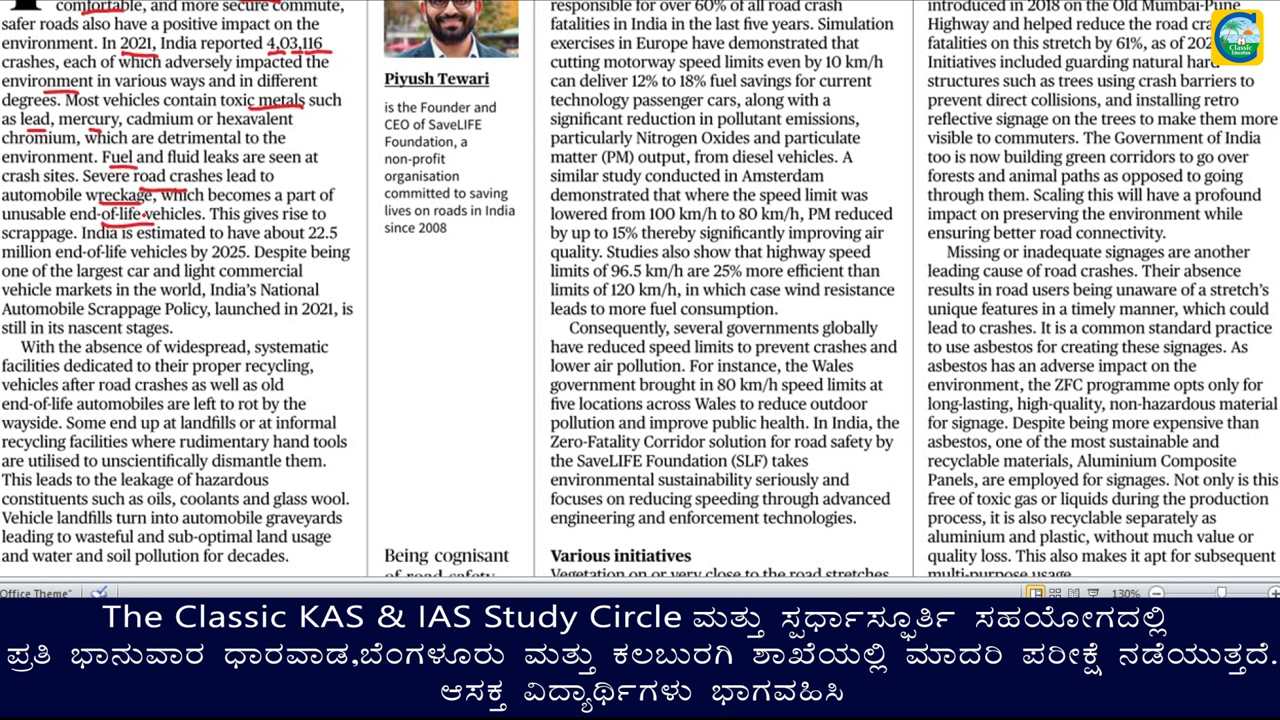 comfortable, and more secure commute,
safer roads also have a positive impact on the
environment. In 2021, India reported 4,03,116
crashes, each of which adversely impacted the
environment in various ways and in different
degrees. Most vehicles contain toxic metals such
as lead, mercury, cadmium or hexavalent
chromium, which are detrimental to the
environment. Fuel and fluid leaks are seen at
crash sites. Severe road crashes lead to
automobile wreckage, which becomes a part of
unusable end-of-life vehicles. This gives rise to
scrappage. India is estimated to have about 22.5
million end-of-life vehicles by 2025. Despite being
one of the largest car and light commercial
vehicle markets in the world, India's National
Automobile Scrappage Policy, launched in 2021, is
still in its nascent stages.
With the absence of widespread, systematic
facilities dedicated to their proper recycling,
vehicles after road crashes as well as old
end-of-life automobiles are left to rot by the
wayside. Some end up at landfills or at informal
recycling facilities where rudimentary hand tools
are utilised to unscientifically dismantle them.
This leads to the leakage of hazardous
constituents such as oils, coolants and glass wool.
Vehicle landfills turn into automobile graveyards
leading to wasteful and sub-optimal land usage
and water and soil pollution for decades.
Piyush Tewari
is the Founder and
CEO of SaveLIFE
Foundation, a
non-profit
organisation
committed to saving
lives on roads in India
since 2008
Being cognisant
of road safety
responsible for over 60% of all road crash
fatalities in India in the last five years. Simulation
exercises in Europe have demonstrated that
cutting motorway speed limits even by 10 km/h
can deliver 12% to 18% fuel savings for current
technology passenger cars, along with a
significant reduction in pollutant emissions,
particularly Nitrogen Oxides and particulate
matter (PM) output, from diesel vehicles. A
similar study conducted in Amsterdam
demonstrated that where the speed limit was
lowered from 100 km/h to 80 km/h, PM reduced
by up to 15% thereby significantly improving air
quality. Studies also show that highway speed
limits of 96.5 km/h are 25% more efficient than
limits of 120 km/h, in which case wind resistance
leads to more fuel consumption.
Consequently, several governments globally
have reduced speed limits to prevent crashes and
lower air pollution. For instance, the Wales
government brought in 80 km/h speed limits at
five locations across Wales to reduce outdoor
pollution and improve public health. In India, the
Zero-Fatality Corridor solution for road safety by
the SaveLIFE Foundation (SLF) takes
environmental sustainability seriously and
focuses on reducing speeding through advanced
engineering and enforcement technologies.
Various initiatives
Vegetation on or very close to the road stretches
introduced in 2018 on the Old Mumbai-Pune
Highway and helped reduce the road
fatalities on this stretch by 61%, as of
Initiatives included guarding natural
structures such as trees using crash barriers to
prevent direct collisions, and installing retro
reflective signage on the trees to make them more
visible to commuters. The Government of India
too is now building green corridors to go over
forests and animal paths as opposed to going
through them. Scaling this will have a profound
impact on preserving the environment while
ensuring better road connectivity.
Missing or inadequate signages are another
leading cause of road crashes. Their absence
results in road users being unaware of a stretch's
unique features in a timely manner, which could
lead to crashes. It is a common standard practice
to use asbestos for creating these signages. As
asbestos has an adverse impact on the
environment, the ZFC programme opts only for
long-lasting, high-quality, non-hazardous material
for signage. Despite being more expensive than
asbestos, one of the most sustainable and
recyclable materials, Aluminium Composite
Panels, are employed for signages. Not only is this
free of toxic gas or liquids during the production
process, it is also recyclable separately as
aluminium and plastic, without much value or
quality loss. This also makes it apt for subsequent
multi-purpose usage
Classic
Education
Office Theme"
130%
The Classic KAS & IAS Study Circle ಮತ್ತು ಸ್ಪರ್ಧಾಸ್ಫೂರ್ತಿ ಸಹಯೋಗದಲ್ಲಿ
ಪ್ರತಿ ಭಾನುವಾರ ಧಾರವಾಡ,ಬೆಂಗಳೂರು ಮತ್ತು ಕಲಬುರಗಿ ಶಾಖೆಯಲ್ಲಿ ಮಾದರಿ ಪರೀಕ್ಷೆ ನಡೆಯುತ್ತದೆ.
ಆಸಕ್ತ ವಿದ್ಯಾರ್ಥಿಗಳು ಭಾಗವಹಿಸಿ